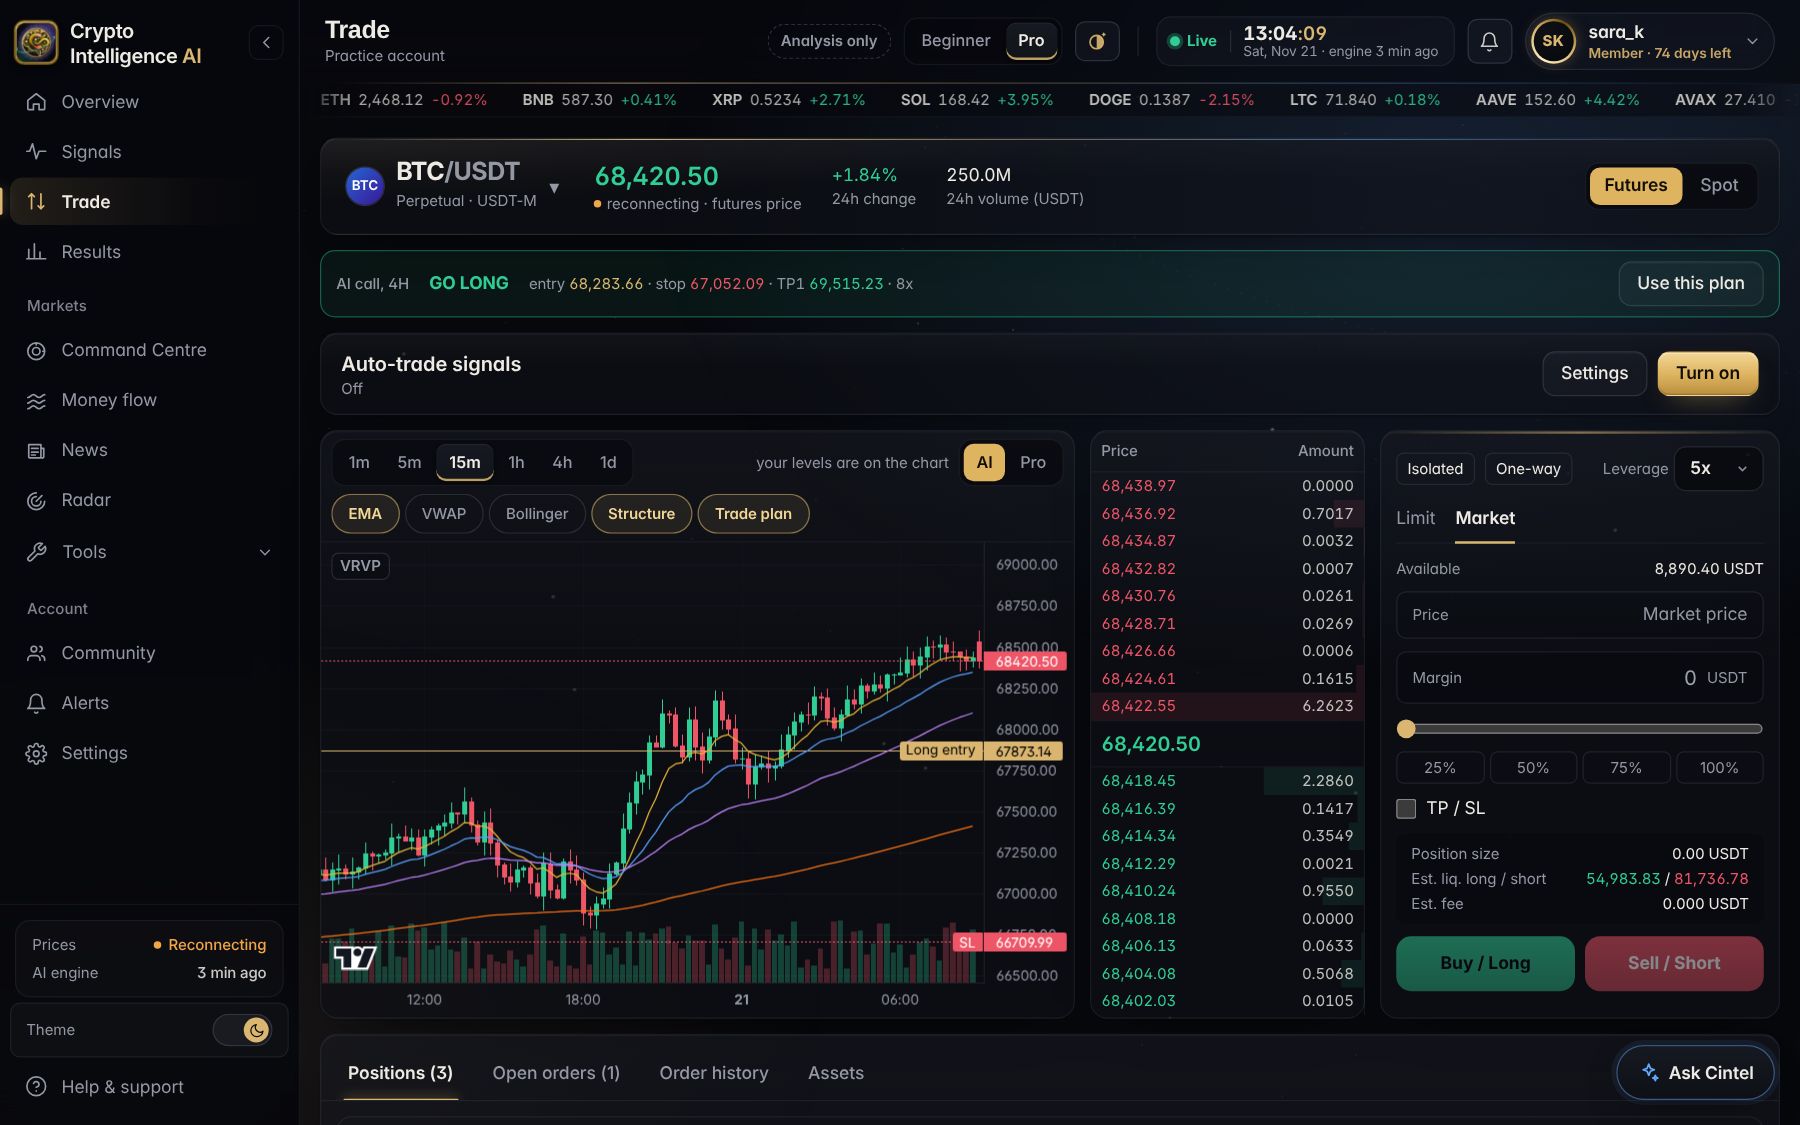 Crypto
Intelligence AI
Overview
Signals
Trade
Results
Markets
Command Centre
Money flow
News
Radar
Tools
Account
Community
Alerts
Settings
Prices Reconnecting
AI engine 3 min ago
Theme
Help & support
Trade
Practice account
Analysis only
Beginner Pro
Live
13:04:09
Sat, Nov 21 · engine 3 min ago
SK
sara_k
Member · 74 days left
ETH 2,468.12 -0.92% BNB 587.30 +0.41% XRP 0.5234 +2.71% SOL 168.42 +3.95% DOGE 0.1387 -2.15% LTC 71.840 +0.18% AAVE 152.60 +4.42% AVAX 27.410
BTC
BTC/USDT
Perpetual · USDT-M
68,420.50
reconnecting · futures price
+1.84%
24h change
250.0M
24h volume (USDT)
Futures Spot
AI call, 4H GO LONG entry 68,283.66 · stop 67,052.09 · TP1 69,515.23 · 8x
Use this plan
Auto-trade signals
Off
Settings Turn on
1m 5m 15m 1h 4h 1d
your levels are on the chart AI Pro
EMA VWAP Bollinger Structure Trade plan
VRVP
69000.00
68750.00
68500.00
68420.50
68250.00
68000.00
Long entry 67873.14
67750.00
67500.00
67250.00
67000.00
SL 66709.99
66500.00
12:00 18:00 21 06:00
Price Amount
68,438.97 0.0000
68,436.92 0.7017
68,434.87 0.0032
68,432.82 0.0007
68,430.76 0.0261
68,428.71 0.0269
68,426.66 0.0006
68,424.61 0.1615
68,422.55 6.2623
68,420.50
68,418.45 2.2860
68,416.39 0.1417
68,414.34 0.3549
68,412.29 0.0021
68,410.24 0.9550
68,408.18 0.0000
68,406.13 0.0633
68,404.08 0.5068
68,402.03 0.0105
Isolated One-way Leverage 5x
Limit Market
Available 8,890.40 USDT
Price Market price
Margin 0 USDT
25% 50% 75% 100%
TP / SL
Position size 0.00 USDT
Est. liq. long / short 54,983.83 / 81,736.78
Est. fee 0.000 USDT
Buy / Long Sell / Short
Positions (3) Open orders (1) Order history Assets
Ask Cintel